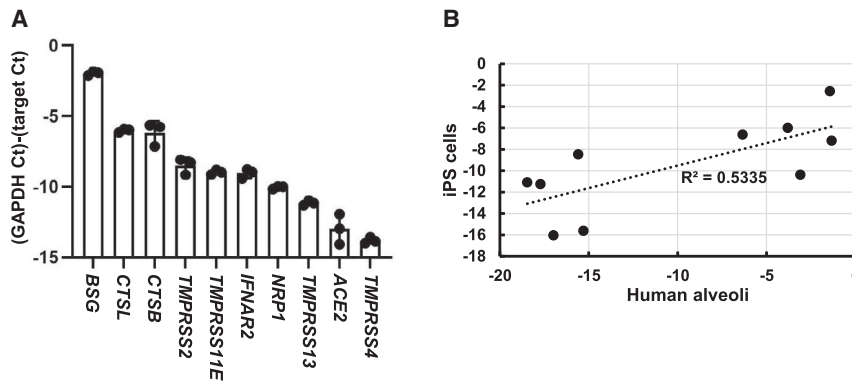 A
(GAPDH Ct)-(target Ct)
0
-5
-10
-15
BSG
CTSL
CTSB
TMPRSS2
TMPRSS11E
IFNAR2
NRP1
TMPRSS13
ACE2
TMPRSS4
B
iPS cells
0
-2
-4
-6
-8
-10
-12
-14
-16
-18
R² = 0.5335
-20
-15
-10
-5
0
Human alveoli